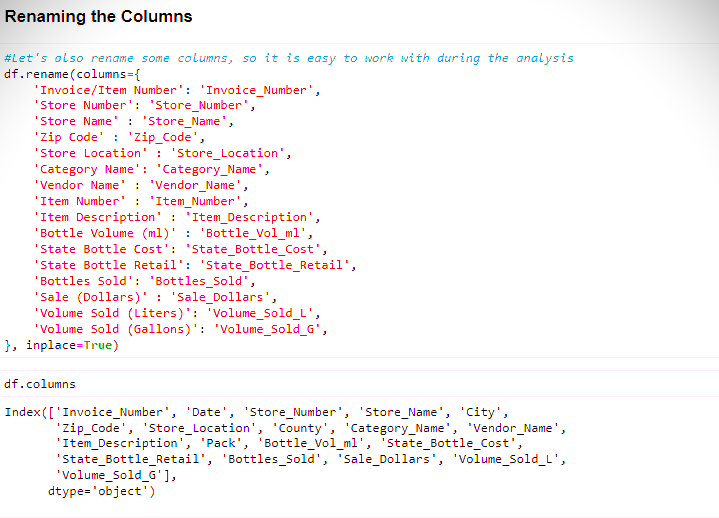 Renaming the Columns
#Let's also rename some columns, so it is easy to work with during the analysis
df.rename(columns={
    'Invoice/Item Number': 'Invoice_Number',
    'Store Number': 'Store_Number',
    'Store Name' : 'Store_Name',
    'Zip Code' : 'Zip_Code',
    'Store Location' : 'Store_Location',
    'Category Name': 'Category_Name',
    'Vendor Name' : 'Vendor_Name',
    'Item Number' : 'Item_Number',
    'Item Description' : 'Item_Description',
    'Bottle Volume (ml)' : 'Bottle_Vol_ml',
    'State Bottle Cost': 'State_Bottle_Cost',
    'State Bottle Retail': 'State_Bottle_Retail',
    'Bottles Sold': 'Bottles_Sold',
    'Sale (Dollars)' : 'Sale_Dollars',
    'Volume Sold (Liters)': 'Volume_Sold_L',
    'Volume Sold (Gallons)': 'Volume_Sold_G',
}, inplace=True)
df.columns
Index(['Invoice_Number', 'Date', 'Store_Number', 'Store_Name', 'City',
       'Zip_Code', 'Store_Location', 'County', 'Category_Name', 'Vendor_Name',
       'Item_Description', 'Pack', 'Bottle_Vol_ml', 'State_Bottle_Cost',
       'State_Bottle_Retail', 'Bottles_Sold', 'Sale_Dollars', 'Volume_Sold_L',
       'Volume_Sold_G'],
      dtype='object')